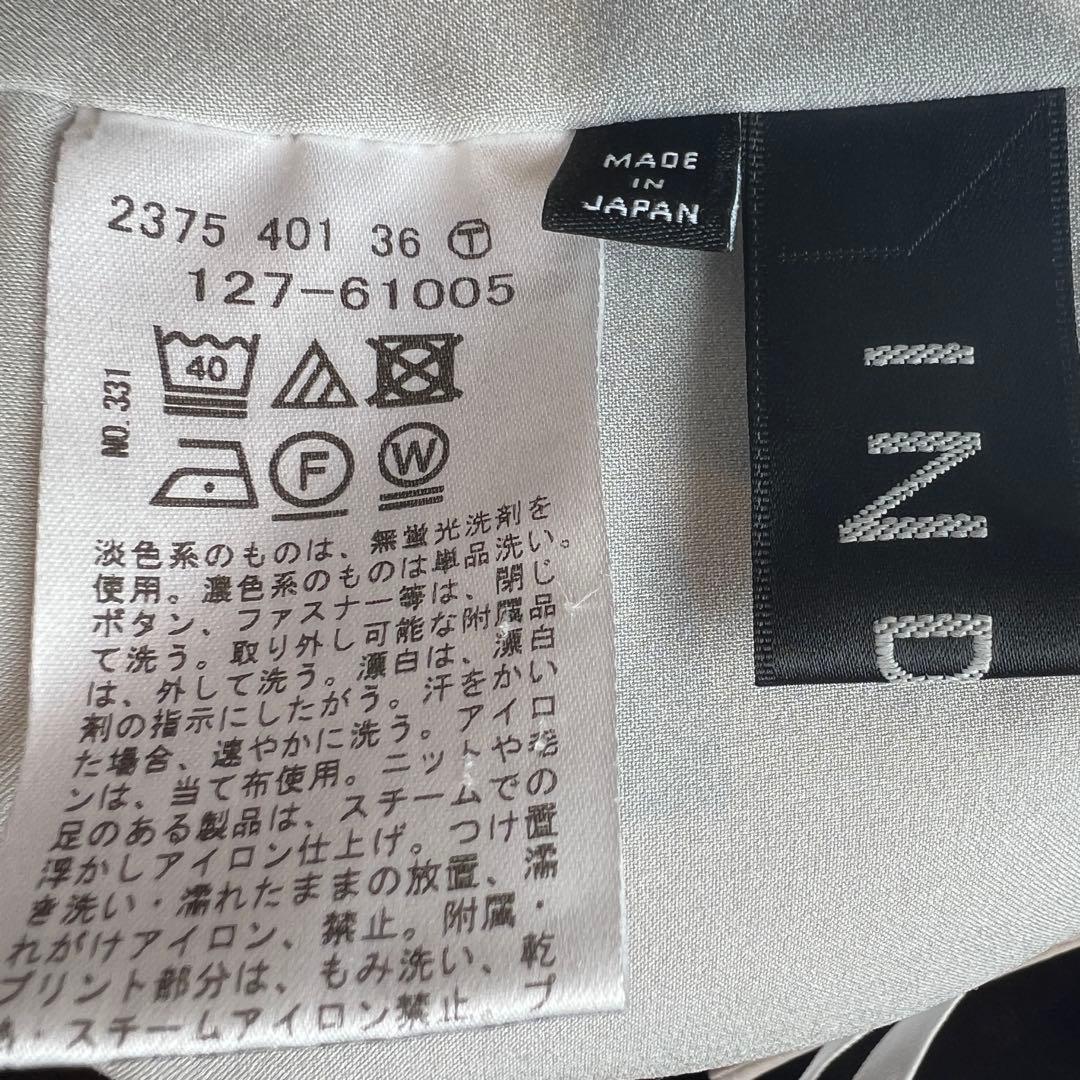 2375 401 36 Ⓣ
127-61005
NO.331
40
F
W
淡色系のものは、無蛍光洗剤を
使用。濃色系のものは単品洗い。
ボタン、ファスナー等は、閉じ
て洗う。取り外し可能な附属品
は、外して洗う。漂白は、漂白
剤の指示にしたがう。汗をかい
た場合、速やかに洗う。アイロ
ンは、当て布使用。ニットや毛
足のある製品は、スチームでの
浮かしアイロン仕上げ。つけ置
き洗い・濡れたままの放置、濡
れがけアイロン、禁止。附属・
プリント部分は、もみ洗い、乾
・スチームアイロン禁止。プ
MADE
IN
JAPAN
IND